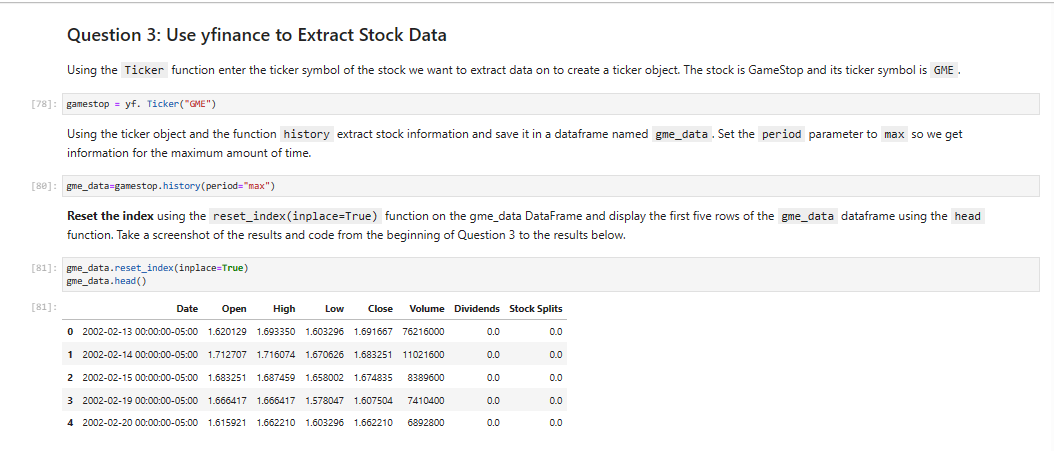 Question 3: Use yfinance to Extract Stock Data
Using the Ticker function enter the ticker symbol of the stock we want to extract data on to create a ticker object. The stock is GameStop and its ticker symbol is GME .
[78]: gamestop = yf. Ticker("GME")
Using the ticker object and the function history extract stock information and save it in a dataframe named gme_data . Set the period parameter to max so we get
information for the maximum amount of time.
[80]: gme_data=gamestop.history(period="max")
Reset the index using the reset_index(inplace=True) function on the gme_data DataFrame and display the first five rows of the gme_data dataframe using the head
function. Take a screenshot of the results and code from the beginning of Question 3 to the results below.
[81]: gme_data.reset_index(inplace=True)
gme_data.head()
[81]: Date Open High Low Close Volume Dividends Stock Splits
0 2002-02-13 00:00:00-05:00 1.620129 1.693350 1.603296 1.691667 76216000 0.0 0.0
1 2002-02-14 00:00:00-05:00 1.712707 1.716074 1.670626 1.683251 11021600 0.0 0.0
2 2002-02-15 00:00:00-05:00 1.683251 1.687459 1.658002 1.674835 8389600 0.0 0.0
3 2002-02-19 00:00:00-05:00 1.666417 1.666417 1.578047 1.607504 7410400 0.0 0.0
4 2002-02-20 00:00:00-05:00 1.615921 1.662210 1.603296 1.662210 6892800 0.0 0.0